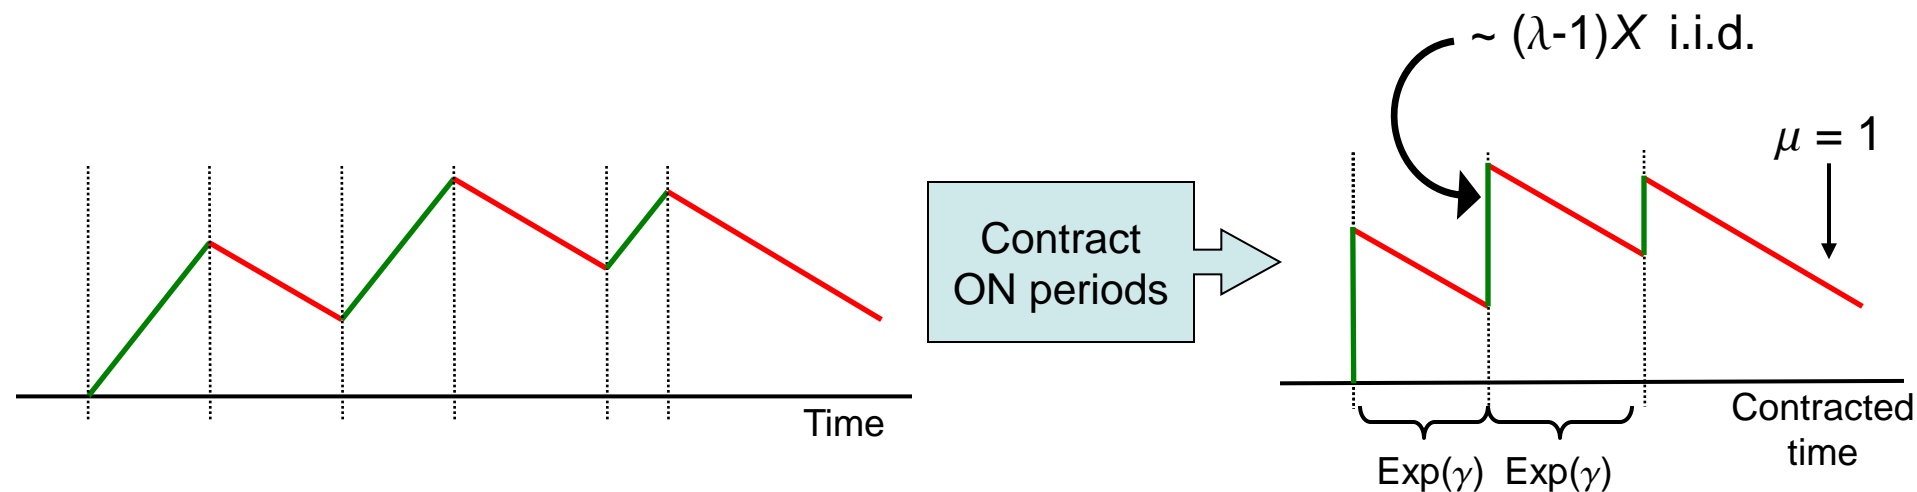 ~ (λ-1)X i.i.d.
μ = 1
Contract
ON periods
Time
Contracted
time
Exp(γ) Exp(γ)